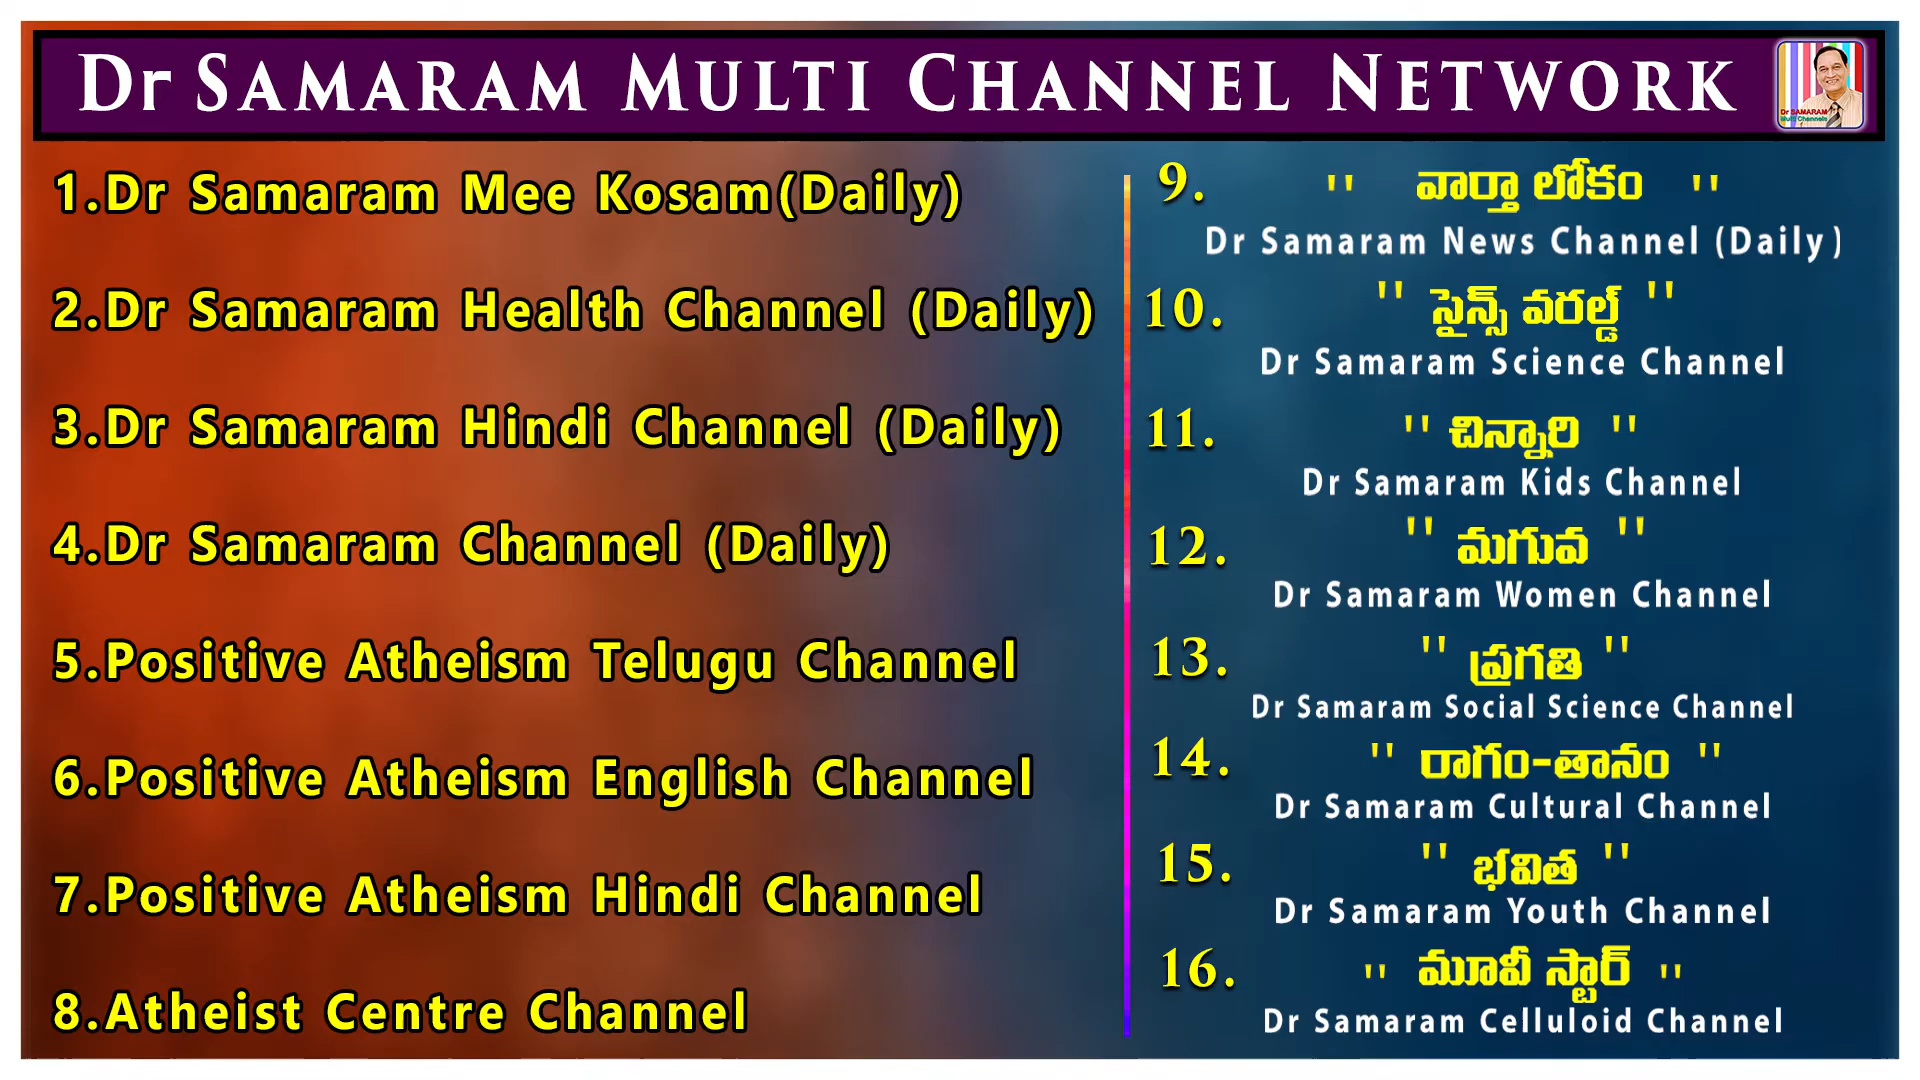 Dr SAMARAM MULTI CHANNEL NETWORK
Dr SAMARAM
Multi Channels
1.Dr Samaram Mee Kosam(Daily)
2.Dr Samaram Health Channel (Daily)
3.Dr Samaram Hindi Channel (Daily)
4.Dr Samaram Channel (Daily)
5.Positive Atheism Telugu Channel
6.Positive Atheism English Channel
7.Positive Atheism Hindi Channel
8.Atheist Centre Channel
9. " వార్తా లోకం "
Dr Samaram News Channel (Daily)
10. " సైన్స్ వరల్డ్ "
Dr Samaram Science Channel
11. " చిన్నారి "
Dr Samaram Kids Channel
12. " మగువ "
Dr Samaram Women Channel
13. " ప్రగతి "
Dr Samaram Social Science Channel
14. " రాగం-తానం "
Dr Samaram Cultural Channel
15. " భవిత "
Dr Samaram Youth Channel
16. " మూవీ స్టార్ "
Dr Samaram Celluloid Channel